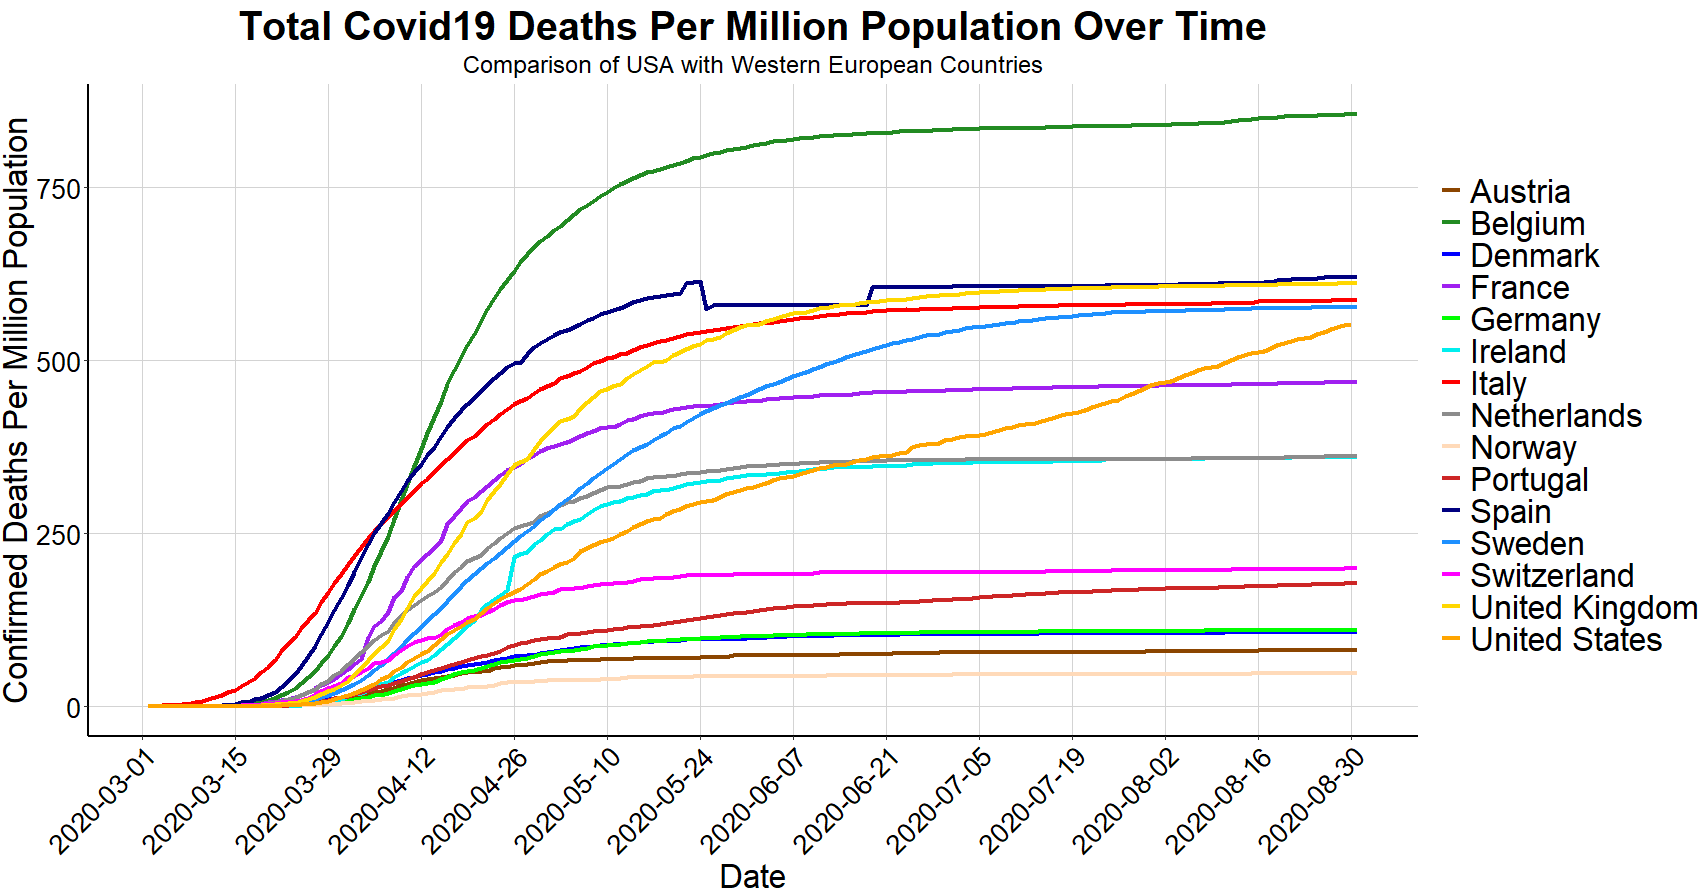 Total Covid19 Deaths Per Million Population Over Time
Comparison of USA with Western European Countries
Confirmed Deaths Per Million Population
750
500
250
0
2020-03-01
2020-03-15
2020-03-29
2020-04-12
2020-04-26
2020-05-10
2020-05-24
2020-06-07
2020-06-21
2020-07-05
2020-07-19
2020-08-02
2020-08-16
2020-08-30
Date
Austria
Belgium
Denmark
France
Germany
Ireland
Italy
Netherlands
Norway
Portugal
Spain
Sweden
Switzerland
United Kingdom
United States